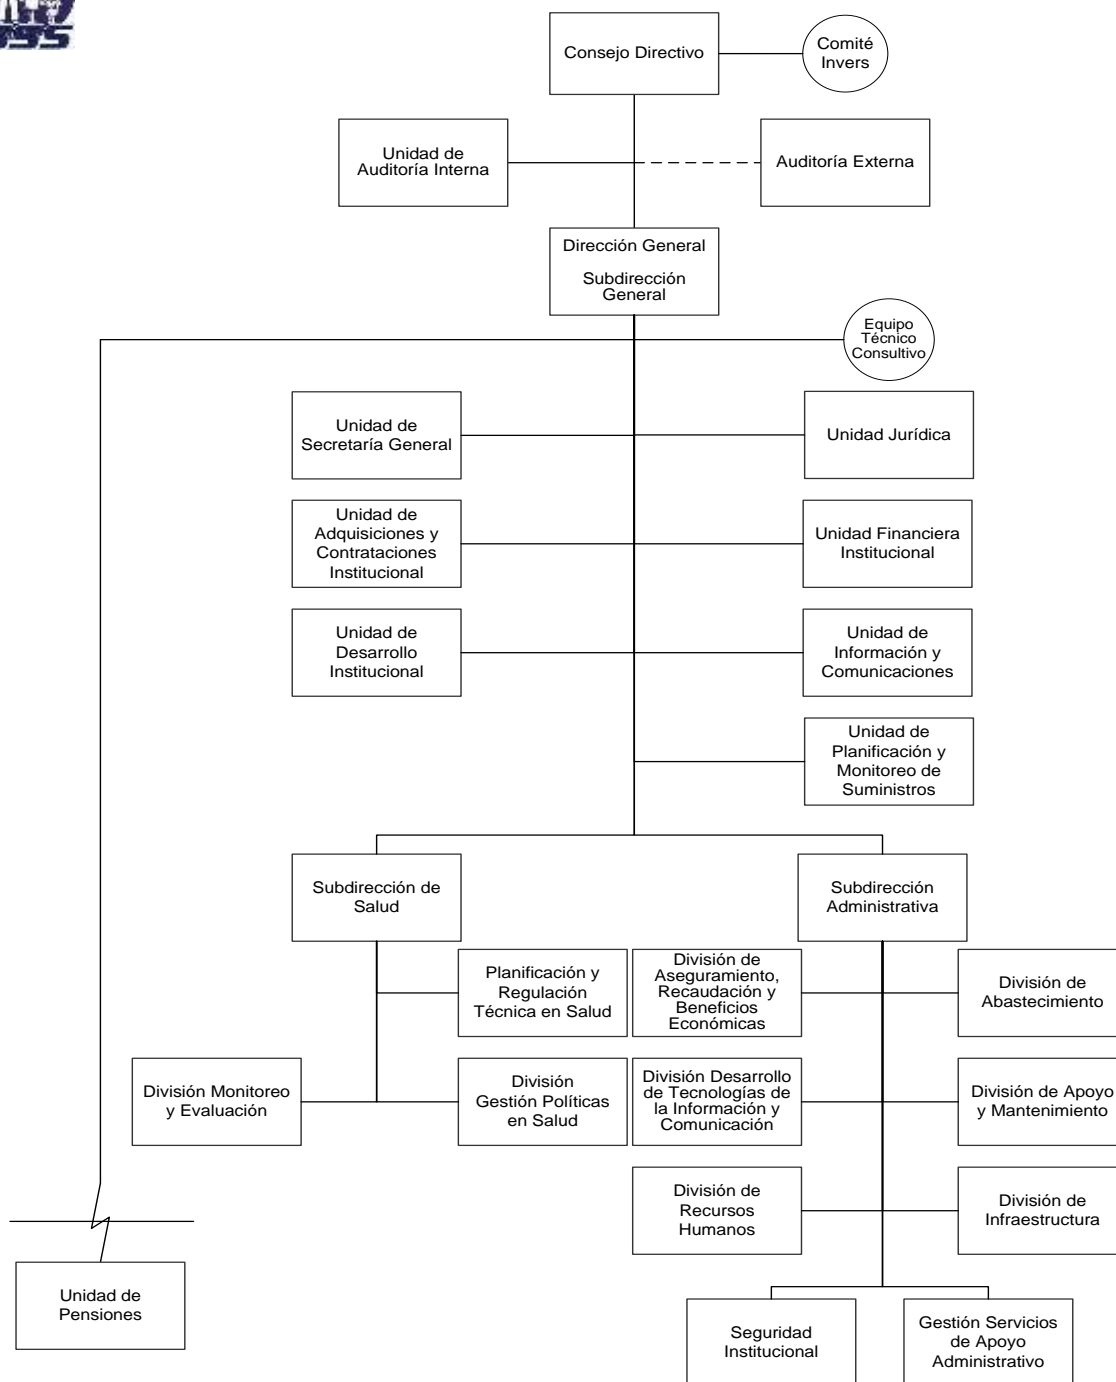 Consejo Directivo
Comité
Invers
Unidad de
Auditoría Interna
Auditoría Externa
Dirección General
Subdirección
General
Equipo
Técnico
Consultivo
Unidad de
Secretaría General
Unidad Jurídica
Unidad de
Adquisiciones y
Contrataciones
Institucional
Unidad Financiera
Institucional
Unidad de
Desarrollo
Institucional
Unidad de
Información y
Comunicaciones
Unidad de
Planificación y
Monitoreo de
Suministros
Subdirección de
Salud
Subdirección
Administrativa
Planificación y
Regulación
Técnica en Salud
División de
Aseguramiento,
Recaudación y
Beneficios
Económicas
División de
Abastecimiento
División Monitoreo
y Evaluación
División
Gestión Políticas
en Salud
División Desarrollo
de Tecnologías de
la Información y
Comunicación
División de Apoyo
y Mantenimiento
División de
Recursos
Humanos
División de
Infraestructura
Unidad de
Pensiones
Seguridad
Institucional
Gestión Servicios
de Apoyo
Administrativo